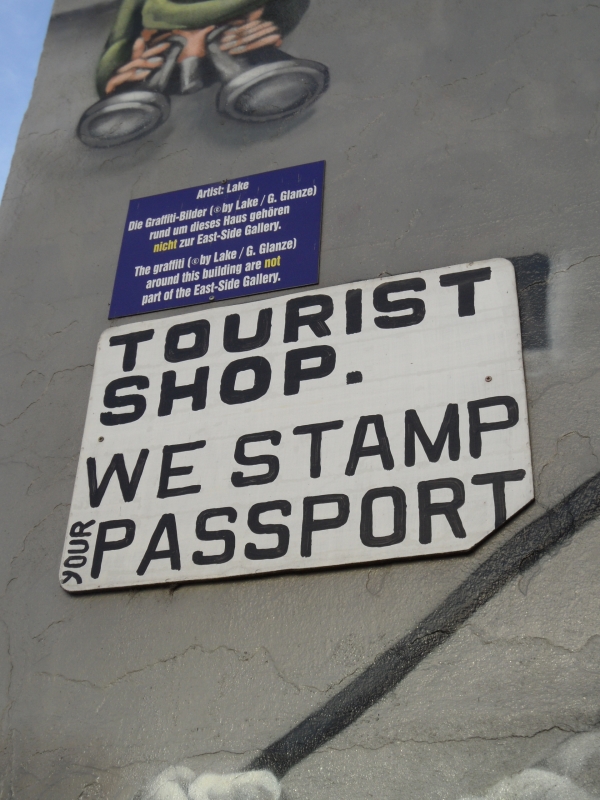 Artist: Lake
Die Graffiti-Bilder (©by Lake / G. Glanze)
rund um dieses Haus gehören
nicht zur East-Side Gallery.
The graffiti (©by Lake / G. Glanze)
around this building are not
part of the East-Side Gallery.
TOURIST
SHOP.
WE STAMP
YOUR PASSPORT